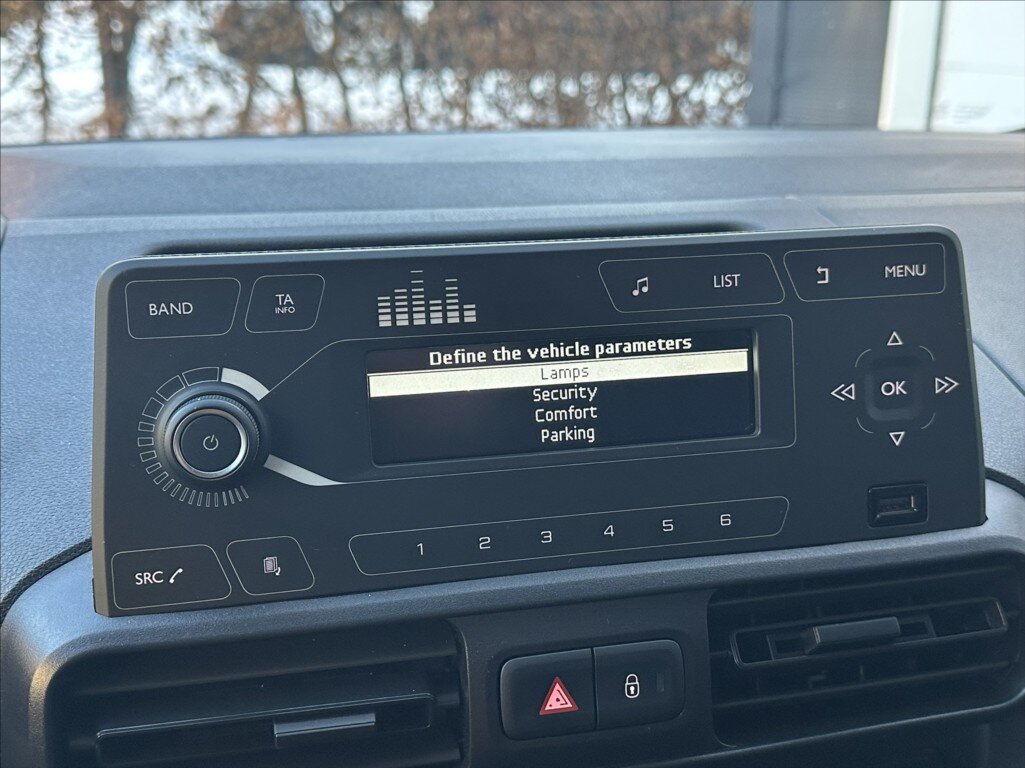 BAND
TA
INFO
LIST
MENU
Define the vehicle parameters
Lamps
Security
Comfort
Parking
OK
1 2 3 4 5 6
SRC